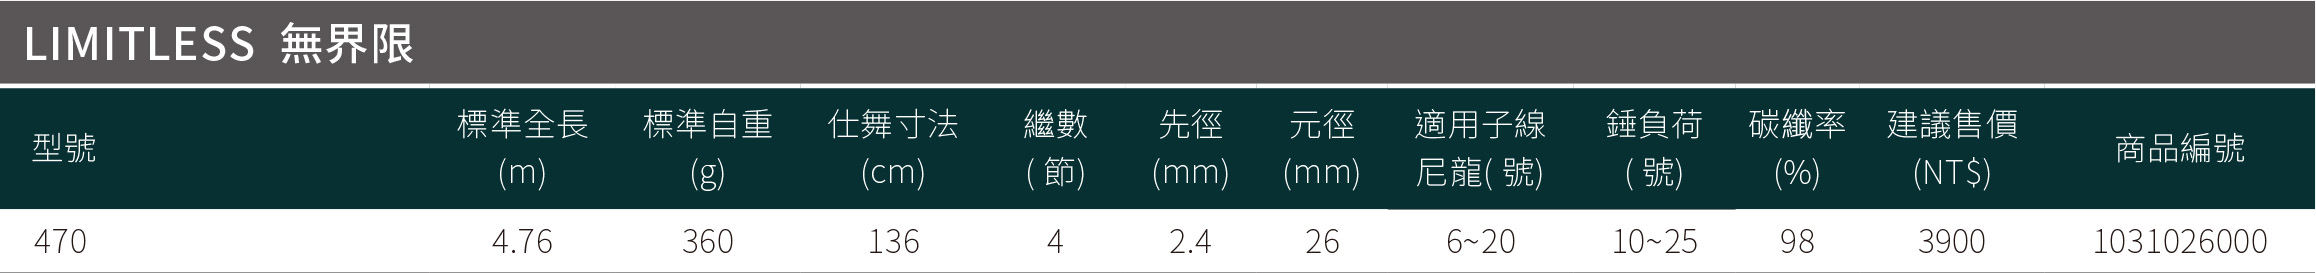 LIMITLESS 無界限
型號 標準全長 (m) 標準自重 (g) 仕舞寸法 (cm) 繼數 ( 節) 先徑 (mm) 元徑 (mm) 適用子線 尼龍( 號) 錘負荷 ( 號) 碳纖率 (%) 建議售價 (NT$) 商品編號
470 4.76 360 136 4 2.4 26 6~20 10~25 98 3900 1031026000